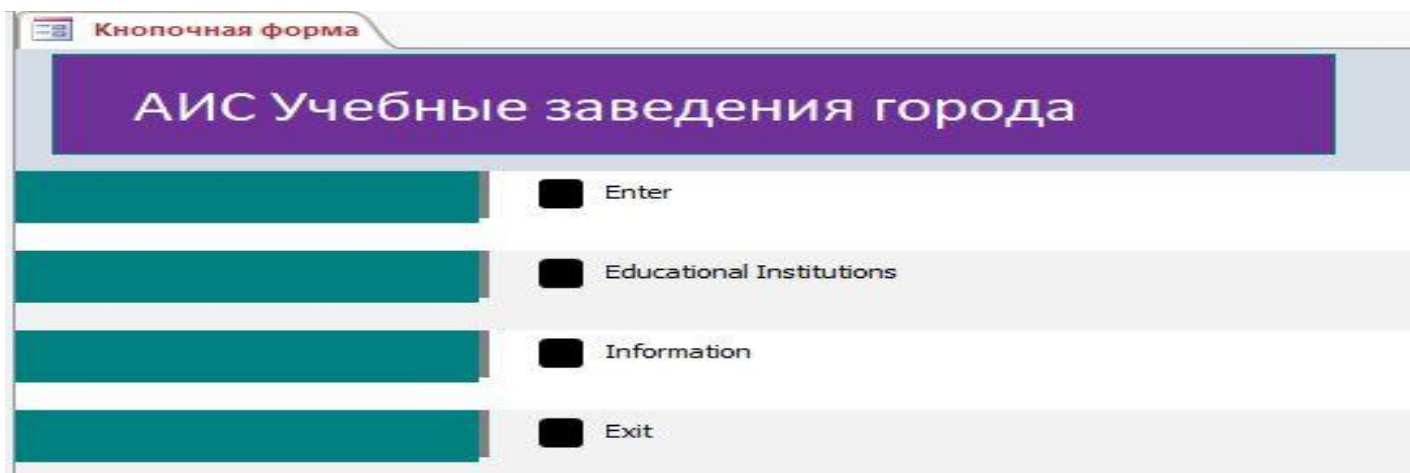 Кнопочная форма
АИС Учебные заведения города
Enter
Educational Institutions
Information
Exit